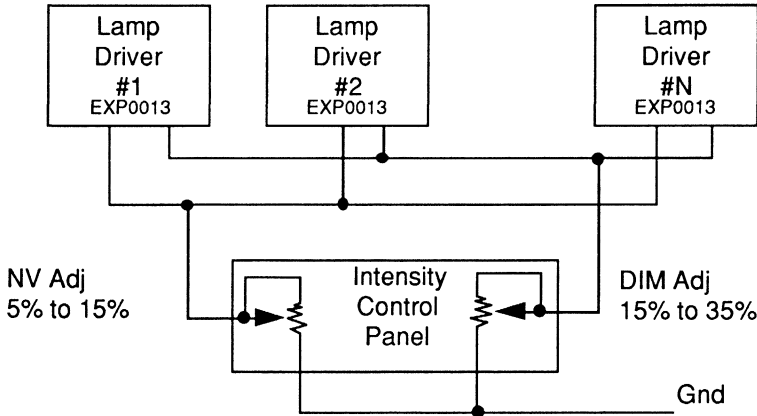 Lamp
Driver
#1
EXP0013
Lamp
Driver
#2
EXP0013
Lamp
Driver
#N
EXP0013
NV Adj
5% to 15%
Intensity
Control
Panel
DIM Adj
15% to 35%
Gnd